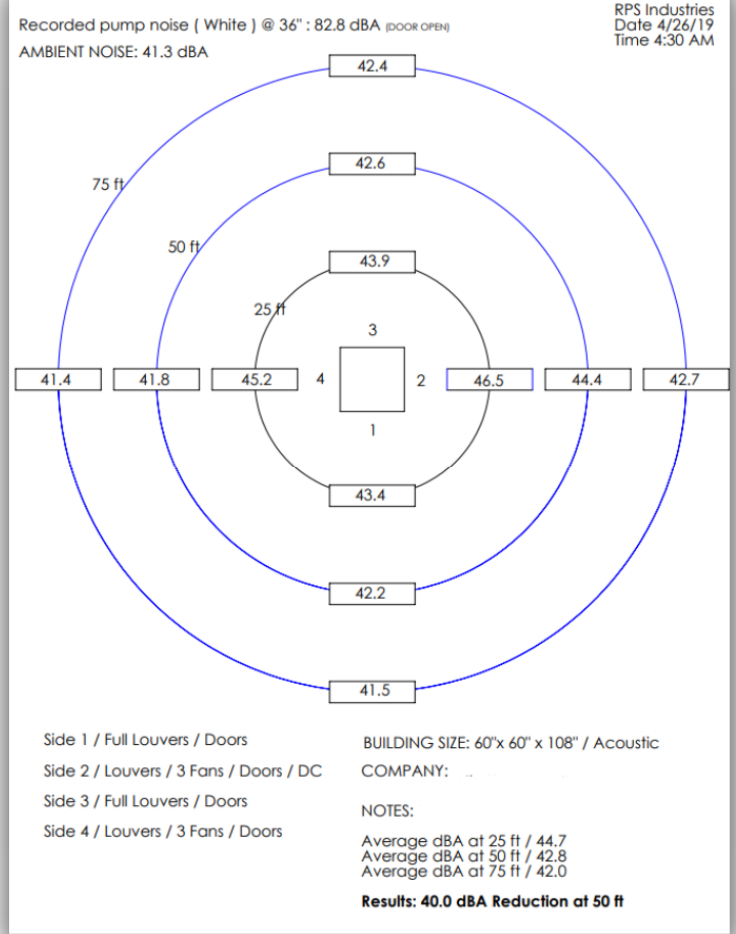 Recorded pump noise ( White ) @ 36" : 82.8 dBA (DOOR OPEN)
AMBIENT NOISE: 41.3 dBA
RPS Industries
Date 4/26/19
Time 4:30 AM
42.4
75 ft
42.6
50 ft
43.9
25 ft
3
41.4
41.8
45.2
4
2
46.5
44.4
42.7
1
43.4
42.2
41.5
Side 1 / Full Louvers / Doors
Side 2 / Louvers / 3 Fans / Doors / DC
Side 3 / Full Louvers / Doors
Side 4 / Louvers / 3 Fans / Doors
BUILDING SIZE: 60"x 60" x 108" / Acoustic
COMPANY:
NOTES:
Average dBA at 25 ft / 44.7
Average dBA at 50 ft / 42.8
Average dBA at 75 ft / 42.0
Results: 40.0 dBA Reduction at 50 ft